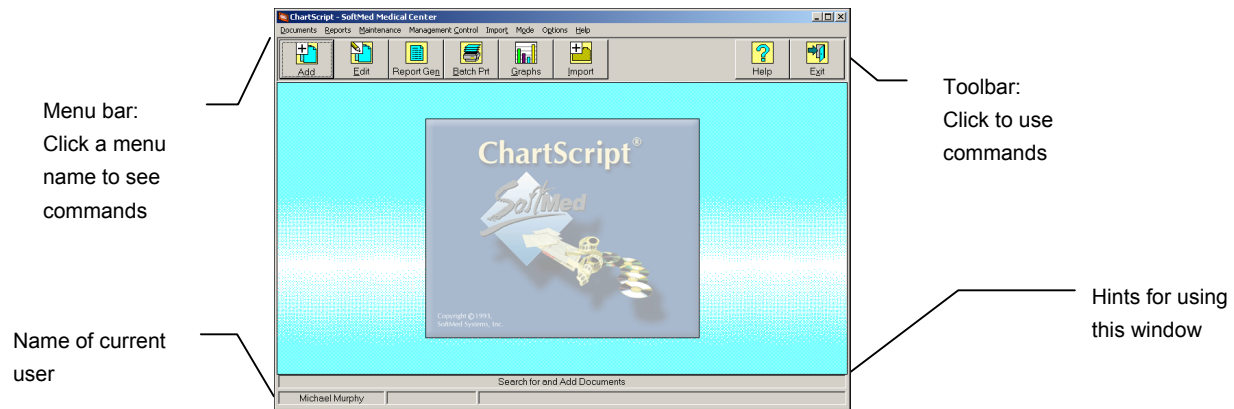 ChartScript - SoftMed Medical Center
Documents Reports Maintenance Management Control Import Mode Options Help
Add Edit Report Gen Batch Prt Graphs Import Help Exit
Menu bar:
Click a menu
name to see
commands
Toolbar:
Click to use
commands
ChartScript®
SoftMed
Copyright © 1993,
SoftMed Systems, Inc.
Name of current
user
Hints for using
this window
Search for and Add Documents
Michael Murphy